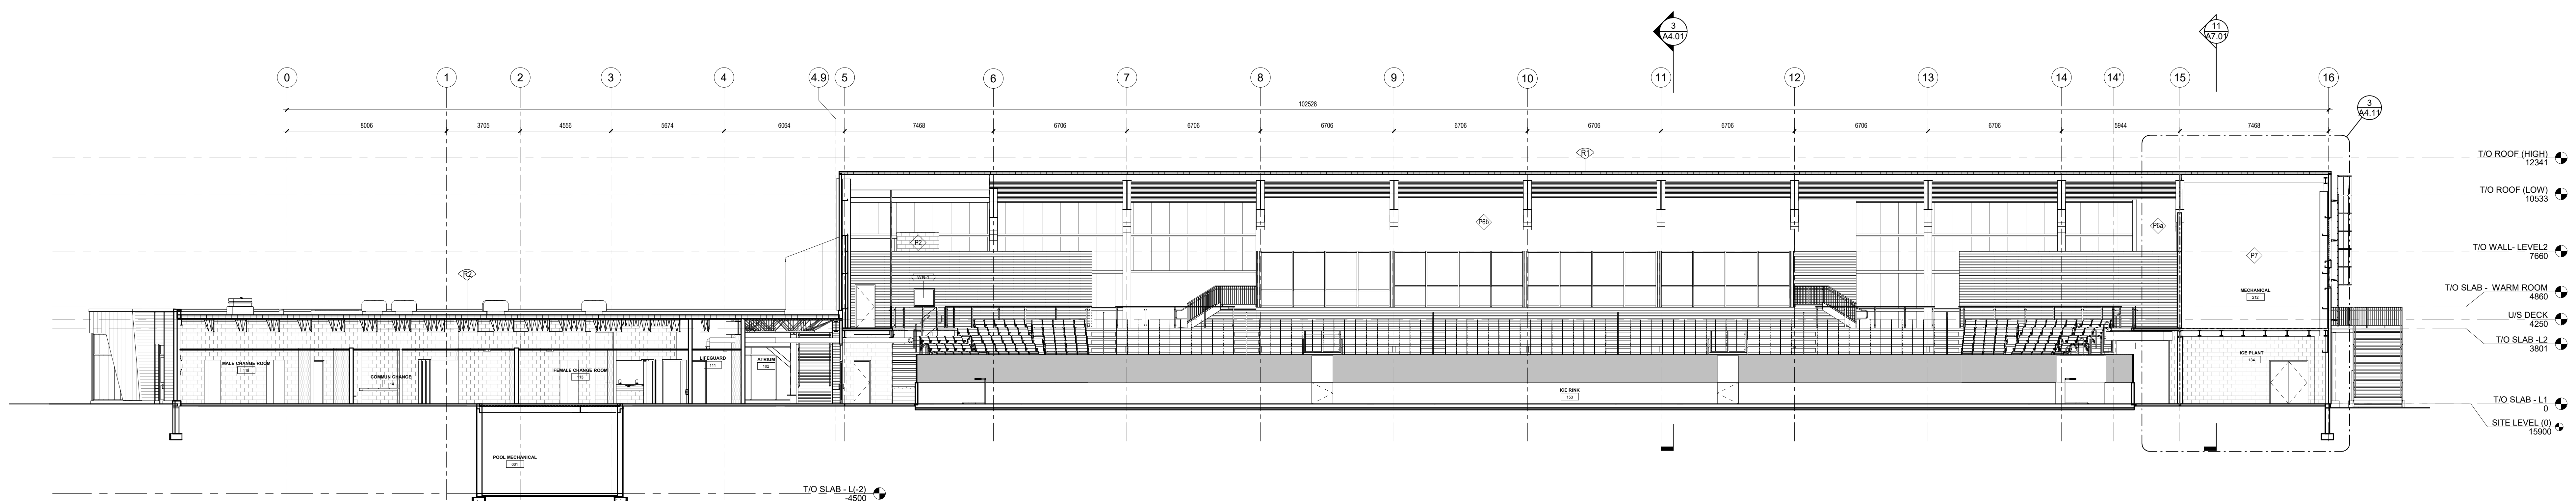 3
A4.01
11
A7.01
0
1
2
3
4
4.9
5
6
7
8
9
10
11
12
13
14
14'
15
16
102528
3
A4.11
8006
3705
4556
5674
6064
7468
6706
6706
6706
6706
6706
6706
6706
6706
5944
7468
R1
T/O ROOF (HIGH)
12341
T/O ROOF (LOW)
10533
P6b
P6a
P2
T/O WALL- LEVEL2
7660
P7
R2
WN-1
MECHANICAL
212
T/O SLAB - WARM ROOM
4860
U/S DECK
4250
T/O SLAB -L2
3801
MALE CHANGE ROOM
COMMUN CHANGE
FEMALE CHANGE ROOM
LIFEGUARD
111
ATRIUM
102
ICE PLANT
ICE RINK
153
T/O SLAB - L1
0
SITE LEVEL (0)
15900
POOL MECHANICAL
001
T/O SLAB - L(-2)
-4500